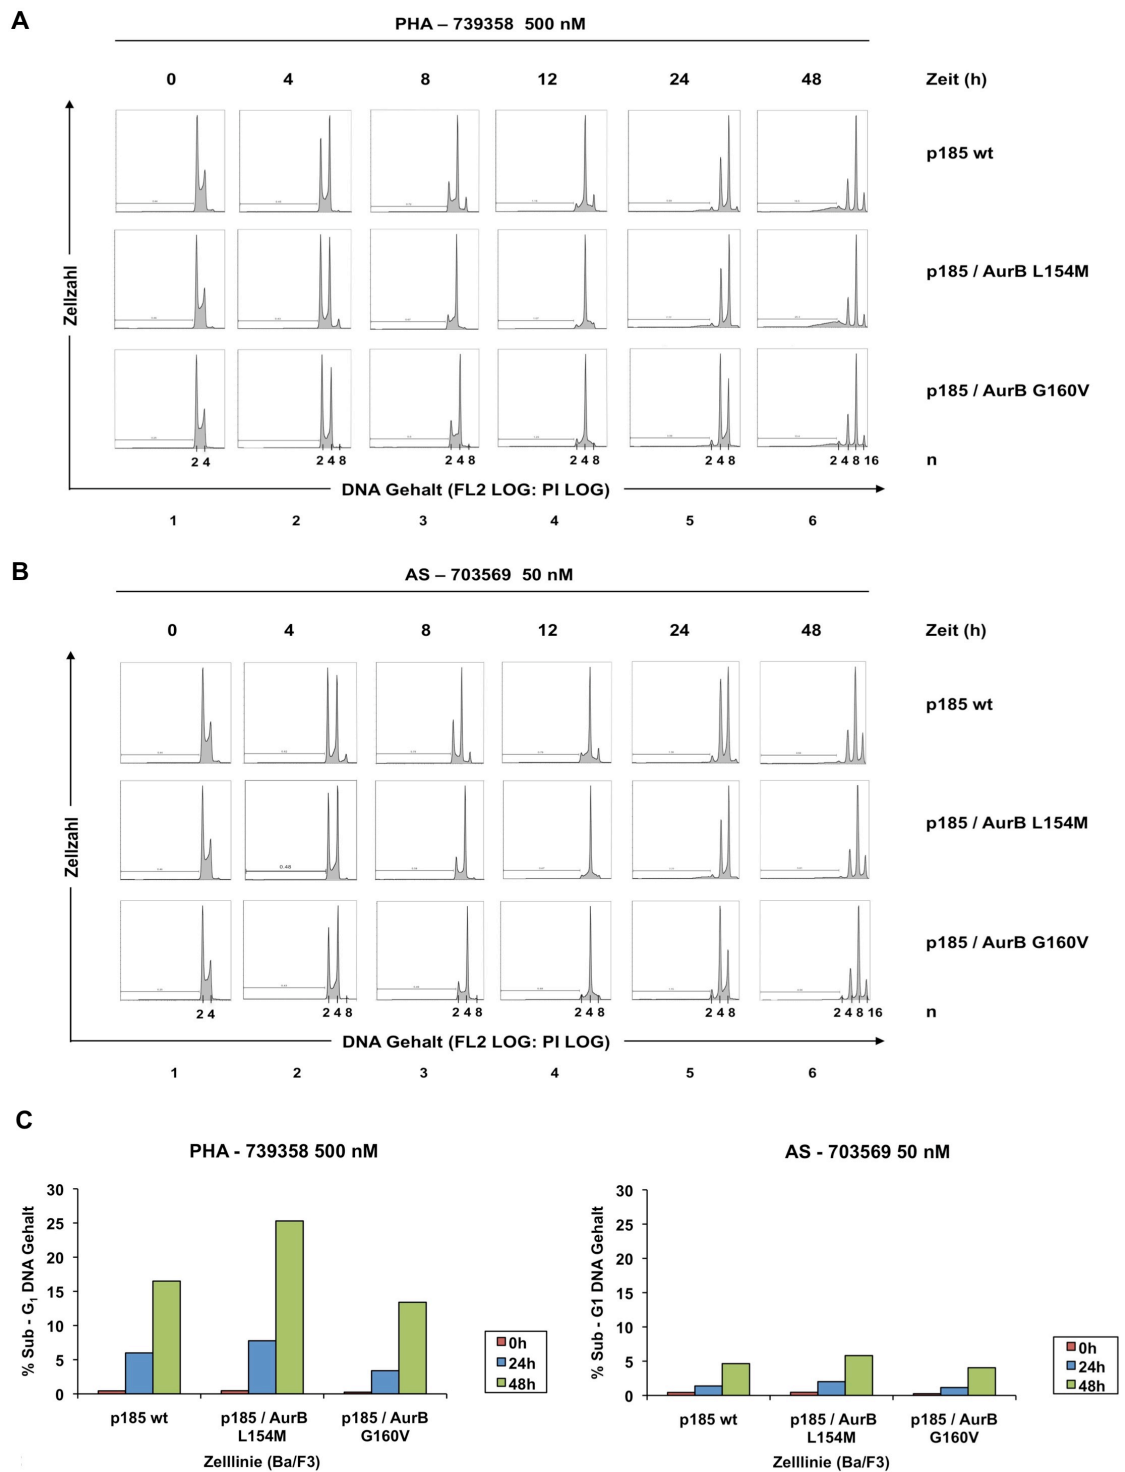 A
PHA – 739358 500 nM
0 4 8 12 24 48 Zeit (h)
p185 wt
p185 / AurB L154M
p185 / AurB G160V
Zellzahl
2 4 2 4 8 2 4 8 2 4 8 2 4 8 2 4 8 16 n
DNA Gehalt (FL2 LOG: PI LOG)
1 2 3 4 5 6
B
AS – 703569 50 nM
0 4 8 12 24 48 Zeit (h)
p185 wt
0.48
p185 / AurB L154M
p185 / AurB G160V
Zellzahl
2 4 2 4 8 2 4 8 2 4 8 2 4 8 2 4 8 16 n
DNA Gehalt (FL2 LOG: PI LOG)
1 2 3 4 5 6
C
PHA - 739358 500 nM
% Sub - G1 DNA Gehalt
30
25
20
15
10
5
0
p185 wt p185 / AurB L154M p185 / AurB G160V
Zelllinie (Ba/F3)
0h
24h
48h
AS - 703569 50 nM
% Sub - G1 DNA Gehalt
30
25
20
15
10
5
0
p185 wt p185 / AurB L154M p185 / AurB G160V
Zelllinie (Ba/F3)
0h
24h
48h